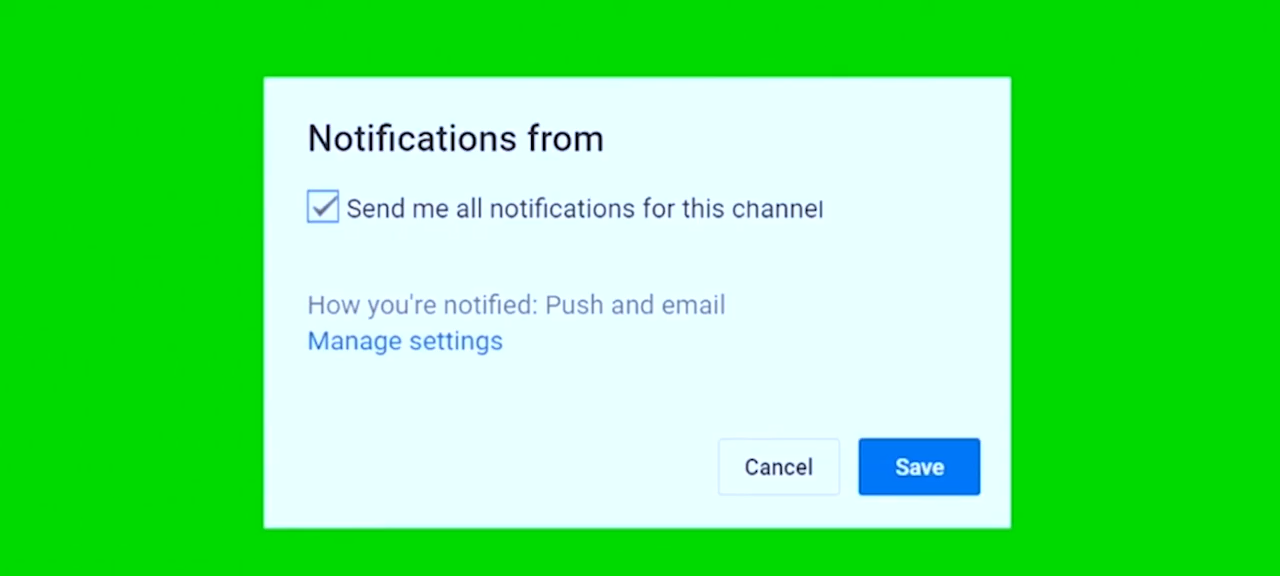 Notifications from
Send me all notifications for this channel
How you're notified: Push and email
Manage settings
Cancel Save